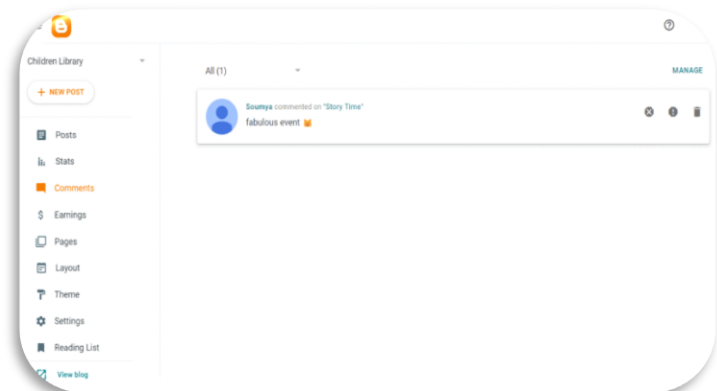 Children Library
+ NEW POST
Posts
Stats
Comments
Earnings
Pages
Layout
Theme
Settings
Reading List
View blog
All (1)
MANAGE
Soumya commented on "Story Time"
fabulous event